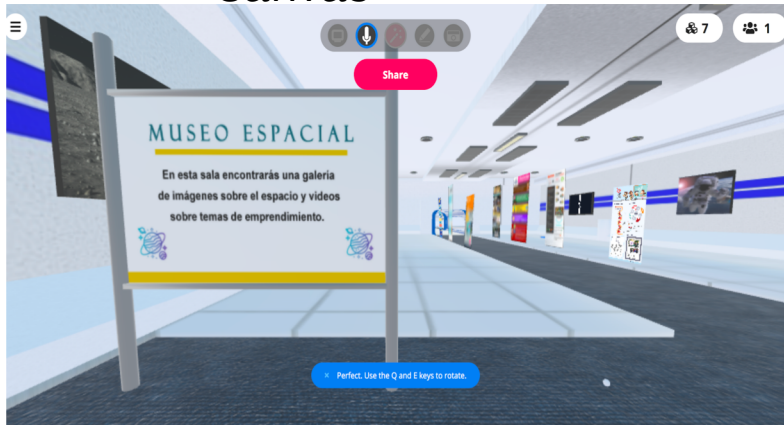 7
1
Share
MUSEO ESPACIAL
En esta sala encontrarás una galeria
de imágenes sobre el espacio y videos
sobre temas de emprendimiento.
× Perfect. Use the Q and E keys to rotate.